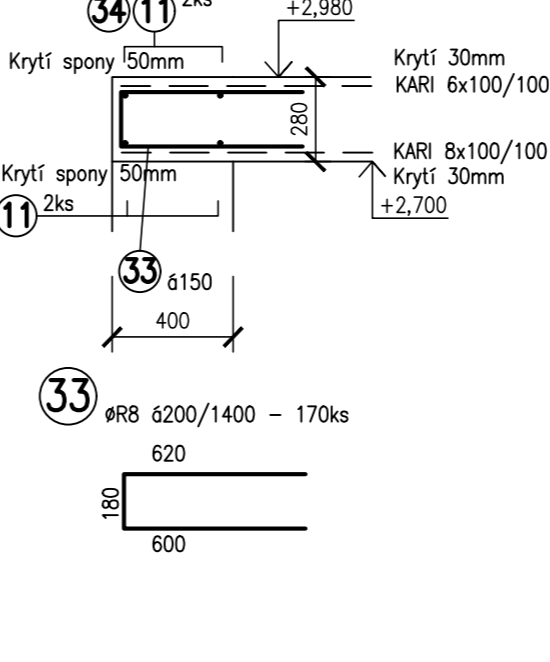 34 11 2ks
+2,980
Krytí spony 50mm
Krytí 30mm
KARI 6x100/100
280
KARI 8x100/100
Krytí spony 50mm
Krytí 30mm
11 2ks
+2,700
33 á150
400
33 øR8 á200/1400 – 170ks
620
180
600